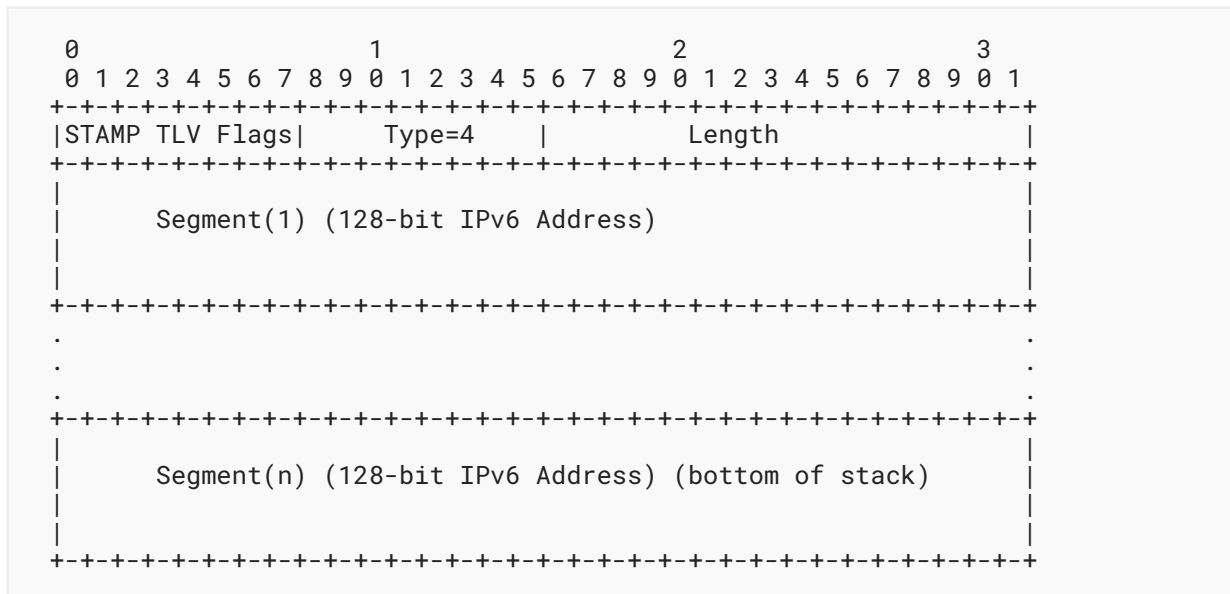 0                   1                   2                   3
 0 1 2 3 4 5 6 7 8 9 0 1 2 3 4 5 6 7 8 9 0 1 2 3 4 5 6 7 8 9 0 1
+-+-+-+-+-+-+-+-+-+-+-+-+-+-+-+-+-+-+-+-+-+-+-+-+-+-+-+-+-+-+-+-+
|STAMP TLV Flags|     Type=4    |         Length                |
+-+-+-+-+-+-+-+-+-+-+-+-+-+-+-+-+-+-+-+-+-+-+-+-+-+-+-+-+-+-+-+-+
|                                                               |
|      Segment(1) (128-bit IPv6 Address)                        |
|                                                               |
|                                                               |
+-+-+-+-+-+-+-+-+-+-+-+-+-+-+-+-+-+-+-+-+-+-+-+-+-+-+-+-+-+-+-+-+
.                                                               .
.                                                               .
.                                                               .
+-+-+-+-+-+-+-+-+-+-+-+-+-+-+-+-+-+-+-+-+-+-+-+-+-+-+-+-+-+-+-+-+
|                                                               |
|      Segment(n) (128-bit IPv6 Address) (bottom of stack)      |
|                                                               |
|                                                               |
+-+-+-+-+-+-+-+-+-+-+-+-+-+-+-+-+-+-+-+-+-+-+-+-+-+-+-+-+-+-+-+-+